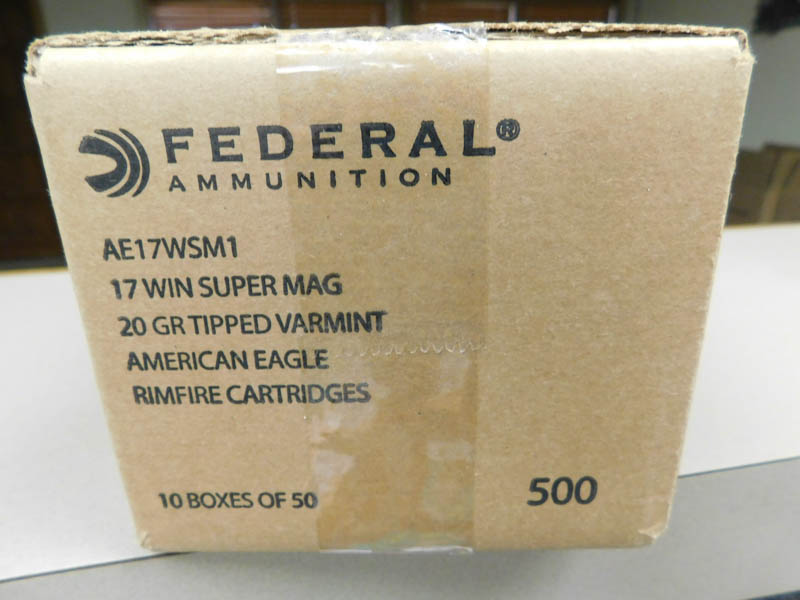 FEDERAL®
AMMUNITION
AE17WSM1
17 WIN SUPER MAG
20 GR TIPPED VARMINT
AMERICAN EAGLE
RIMFIRE CARTRIDGES
10 BOXES OF 50
500